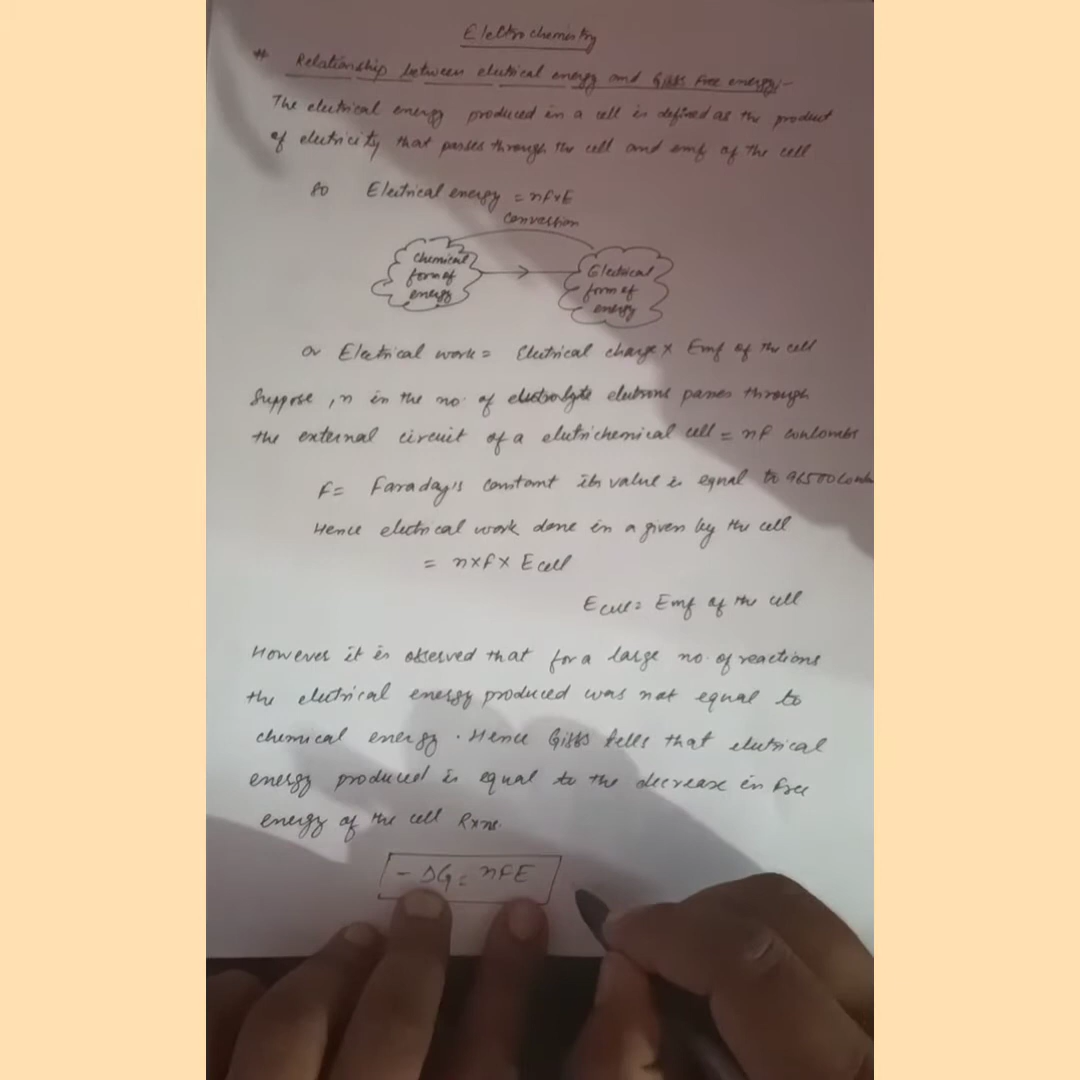 Electrochemistry
# Relationship between electrical energy and Gibbs Free energy:-
The electrical energy produced in a cell is defined as the product
of electricity that passes through the cell and emf of the cell
So Electrical energy = nF×E
Convertion
Chemical
form of
energy
Electrical
form of
energy
or Electrical work = Electrical charge × Emf of the cell
Suppose, n in the no. of electrolyte electrons passes through
the external circuit of a eletrichemical cell = nF coulombs
F= Faraday's constant its value is equal to 96500
Hence electrical work done in a given by the cell
= n×F× Ecell
Ecell= Emf of the cell
However it is observed that for a large no. of reactions
the electrical energy produced was not equal to
chemical energy. Hence Gibbs tells that electrical
energy produced is equal to the decrease in free
energy of the cell Rxns.
-ΔG = nFE